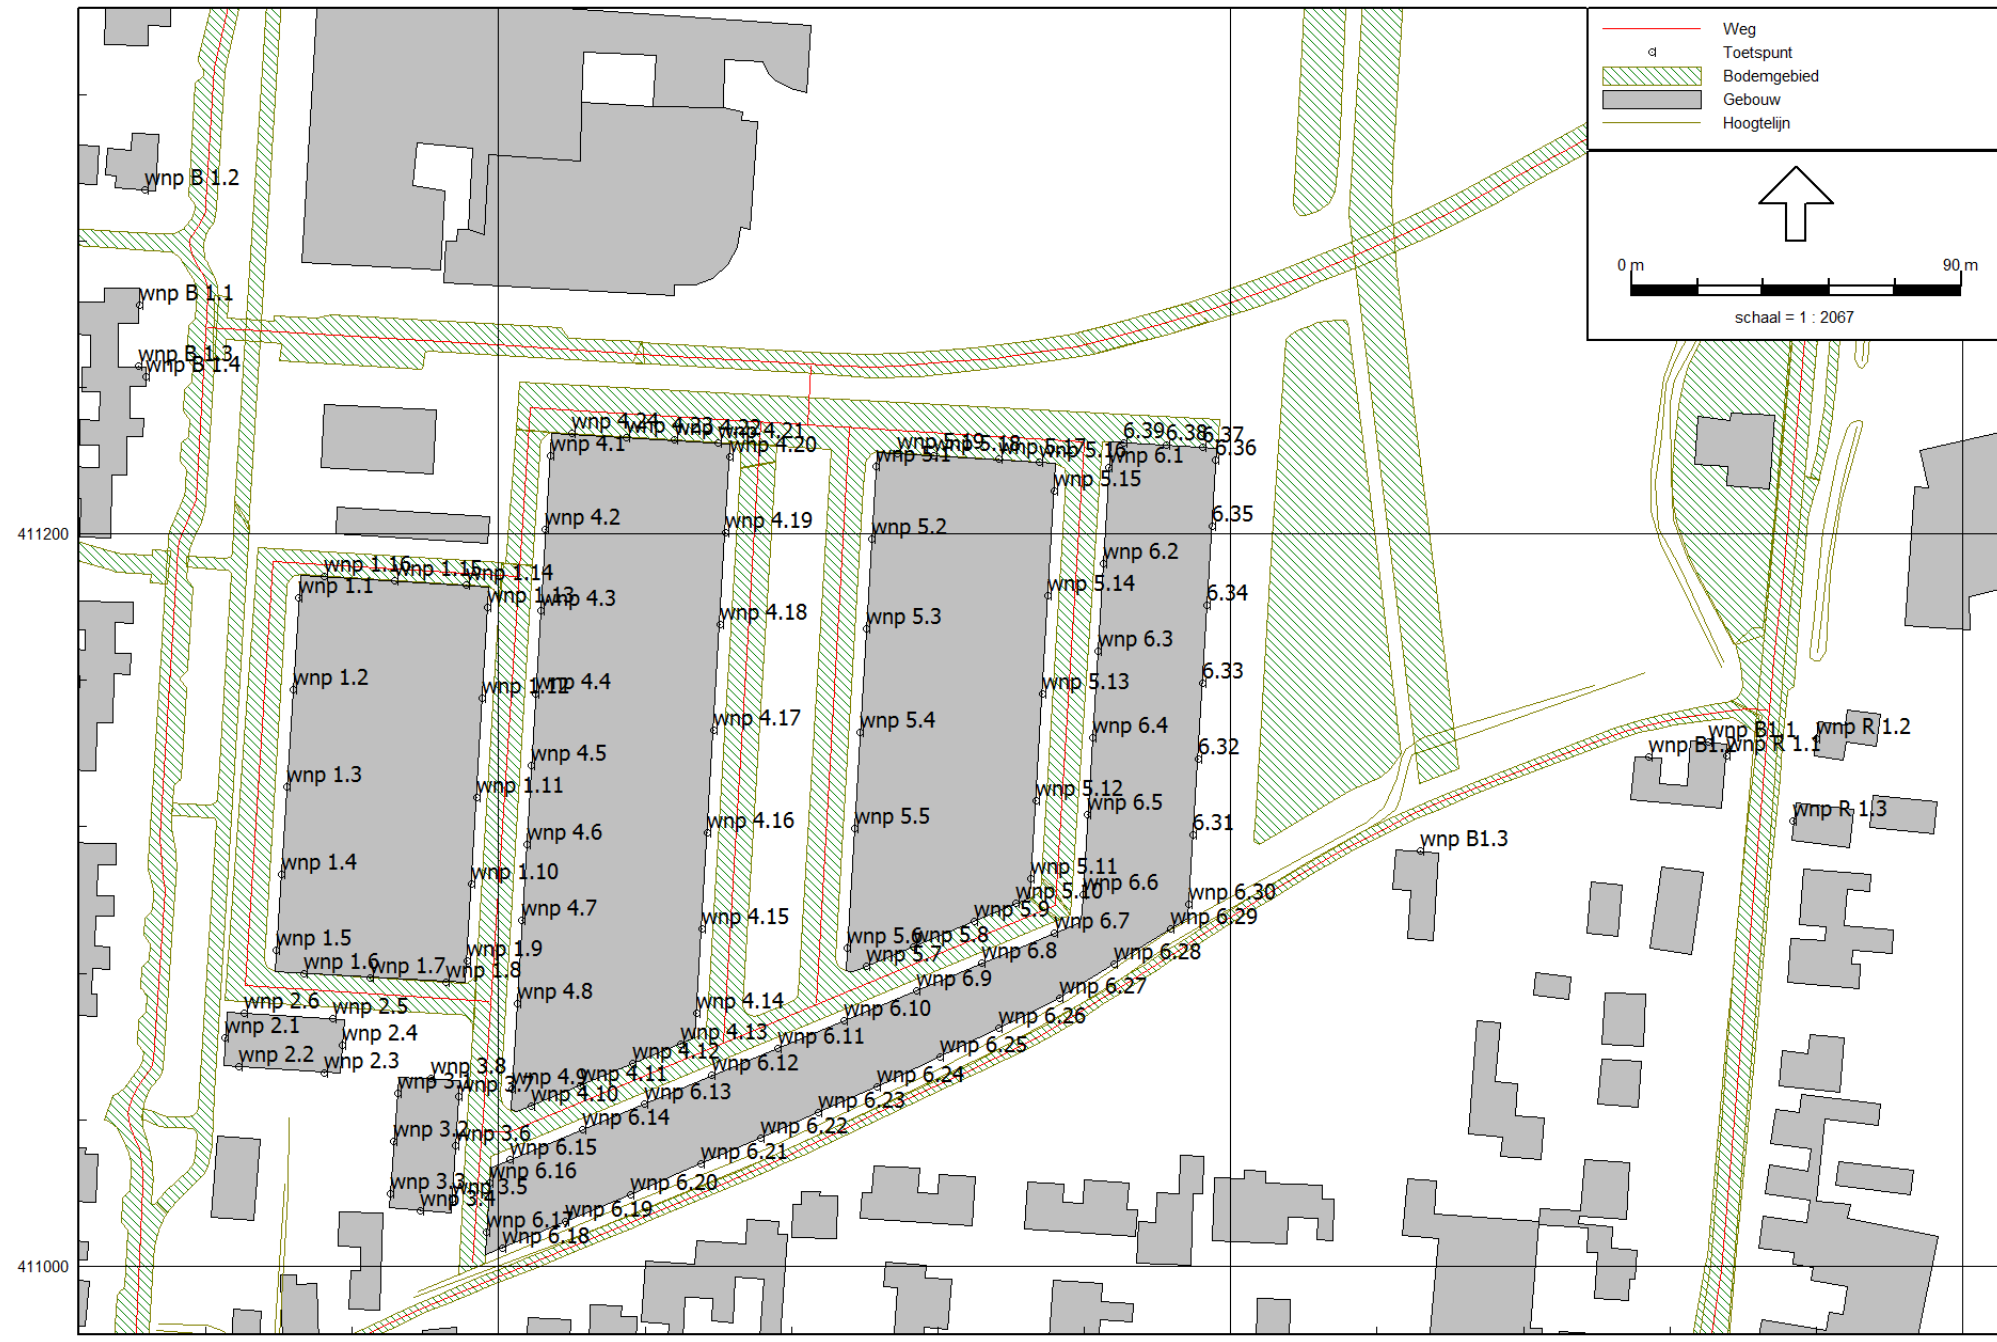 Weg
Toetspunt
Bodemgebied
Gebouw
Hoogtelijn
0 m 90 m
schaal = 1 : 2067
wnp B 1.2
wnp B 1.1
wnp B 1.3
wnp B 1.4
wnp 4.24
wnp 4.23
wnp 4.22
wnp 4.21
wnp 4.1
wnp 4.20
wnp 5.19
wnp 5.18
wnp 5.17
wnp 5.16
wnp 5.1
6.39
6.38
6.37
6.36
wnp 6.1
wnp 5.15
wnp 4.2
wnp 4.19
wnp 5.2
6.35
411200
wnp 6.2
wnp 1.16
wnp 1.15
wnp 1.14
wnp 1.1
wnp 1.13
wnp 4.3
wnp 4.18
wnp 5.3
wnp 5.14
6.34
wnp 6.3
wnp 1.2
wnp 1.12
wnp 4.4
wnp 5.13
6.33
wnp 4.17
wnp 5.4
wnp 6.4
6.32
wnp B1.1
wnp B1.2
wnp R 1.1
wnp R 1.2
wnp 1.3
wnp 4.5
wnp 1.11
wnp 5.12
wnp 6.5
wnp R 1.3
wnp 4.6
wnp 4.16
wnp 5.5
6.31
wnp B1.3
wnp 1.4
wnp 1.10
wnp 5.11
wnp 5.10
wnp 6.6
wnp 6.30
wnp 4.7
wnp 4.15
wnp 5.9
wnp 6.7
wnp 6.29
wnp 1.5
wnp 1.9
wnp 5.6
wnp 5.8
wnp 5.7
wnp 6.8
wnp 6.28
wnp 1.6
wnp 1.7
wnp 1.8
wnp 6.9
wnp 6.27
wnp 2.6
wnp 2.5
wnp 4.8
wnp 4.14
wnp 6.10
wnp 6.26
wnp 2.1
wnp 2.4
wnp 4.13
wnp 6.11
wnp 6.25
wnp 2.2
wnp 2.3
wnp 4.12
wnp 6.12
wnp 6.24
wnp 3.8
wnp 3.1
wnp 3.7
wnp 4.9
wnp 4.11
wnp 4.10
wnp 6.13
wnp 6.23
wnp 3.2
wnp 3.6
wnp 6.14
wnp 6.22
wnp 6.15
wnp 6.21
wnp 3.3
wnp 3.5
wnp 3.4
wnp 6.16
wnp 6.20
wnp 6.17
wnp 6.19
wnp 6.18
411000